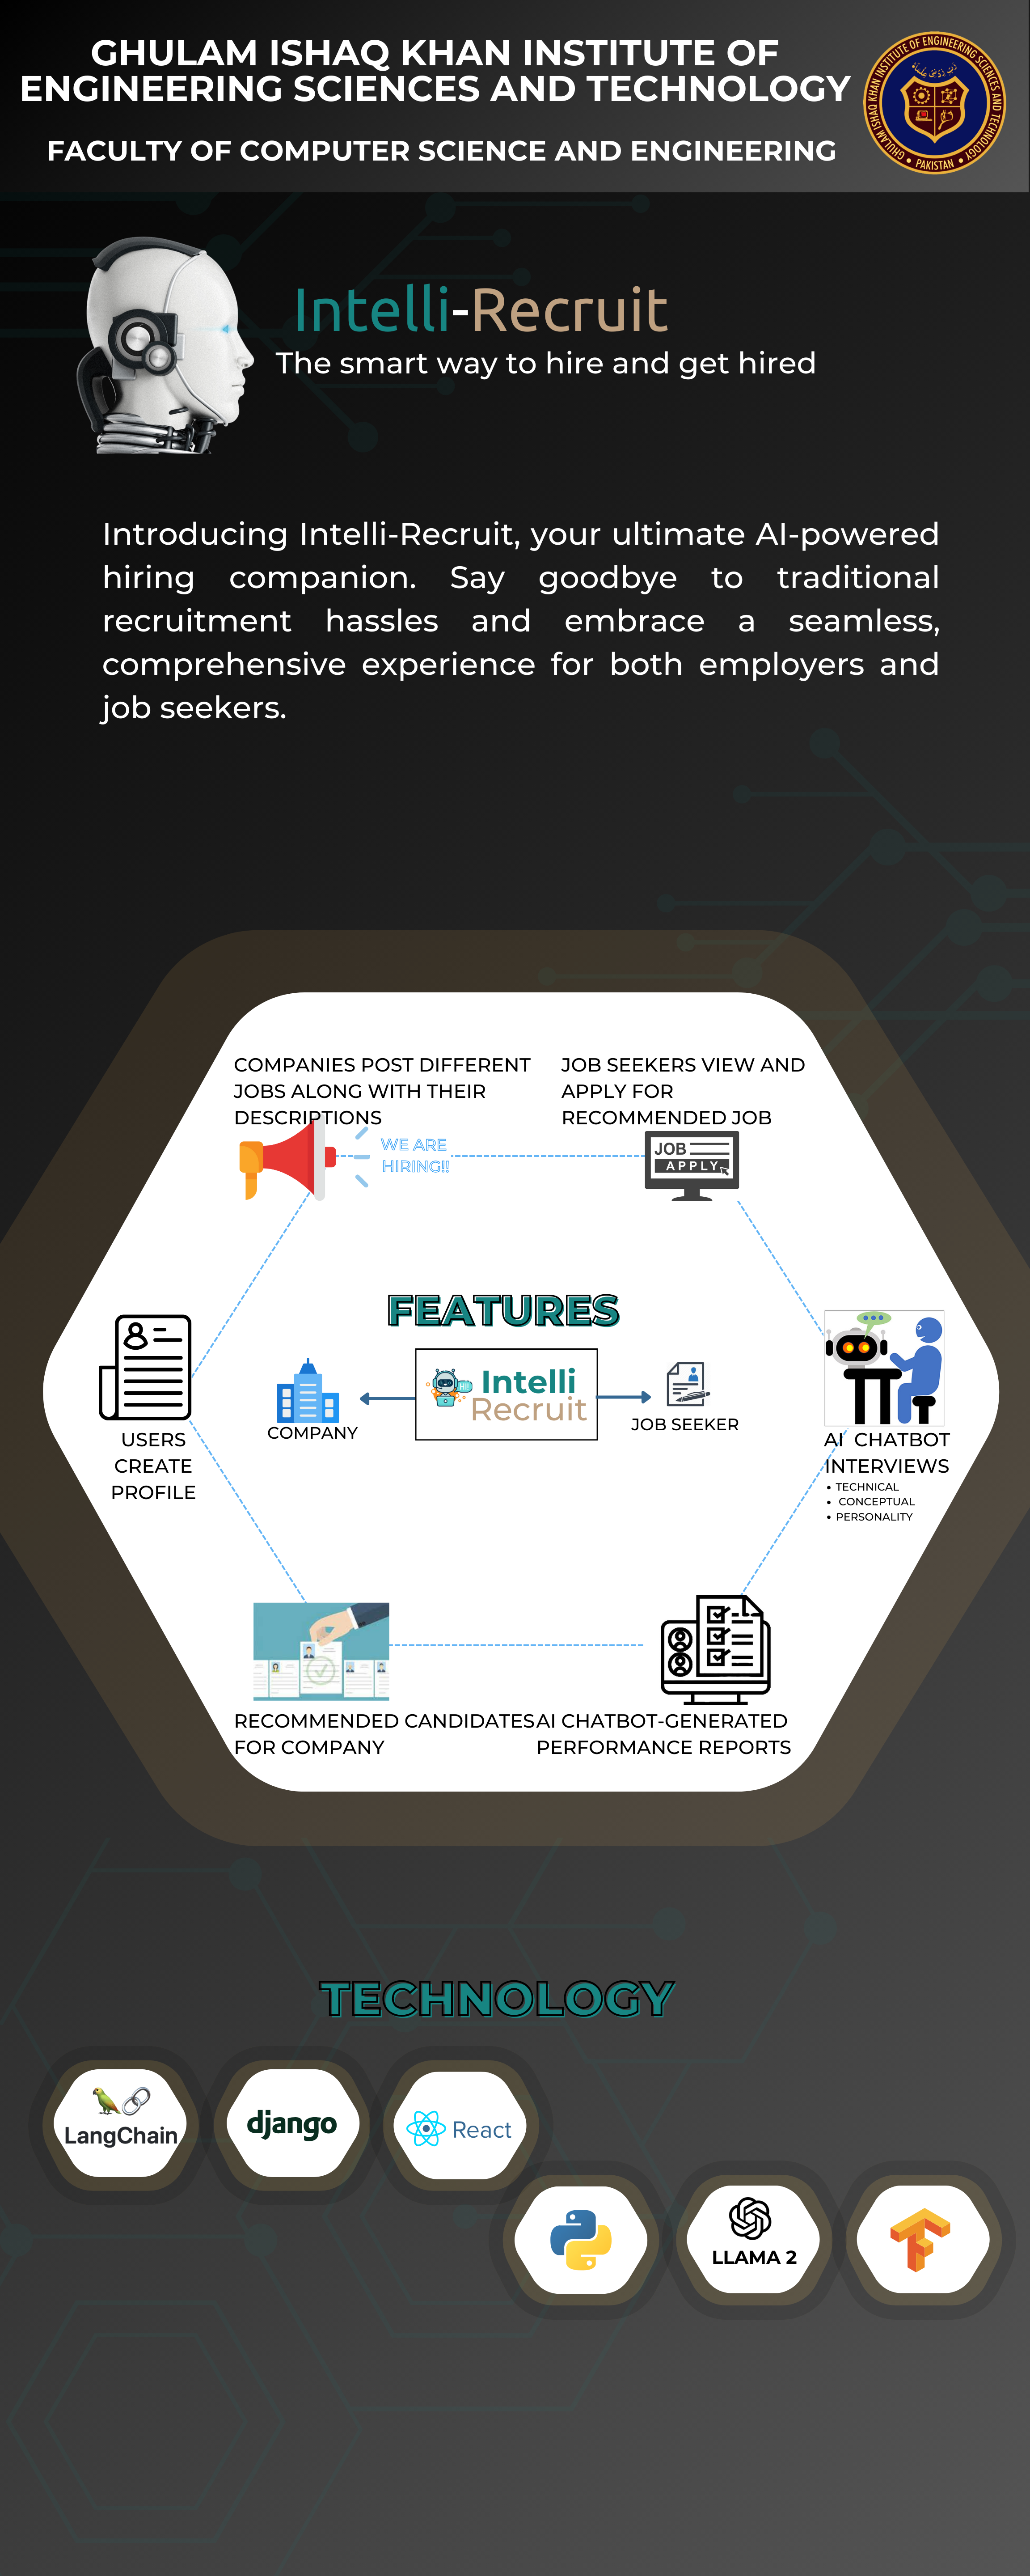 GHULAM ISHAQ KHAN INSTITUTE OF
ENGINEERING SCIENCES AND TECHNOLOGY
FACULTY OF COMPUTER SCIENCE AND ENGINEERING
GHULAM ISHAQ KHAN INSTITUTE OF ENGINEERING SCIENCES AND TECHNOLOGY
• PAKISTAN •
Intelli-Recruit
The smart way to hire and get hired
Introducing Intelli-Recruit, your ultimate AI-powered
hiring companion. Say goodbye to traditional
recruitment hassles and embrace a seamless,
comprehensive experience for both employers and
job seekers.
COMPANIES POST DIFFERENT
JOBS ALONG WITH THEIR
DESCRIPTIONS
JOB SEEKERS VIEW AND
APPLY FOR
RECOMMENDED JOB
WE ARE
HIRING!!
JOB
APPLY
FEATURES
Intelli
Recruit
COMPANY
JOB SEEKER
USERS
CREATE
PROFILE
AI CHATBOT
INTERVIEWS
• TECHNICAL
• CONCEPTUAL
• PERSONALITY
RECOMMENDED CANDIDATES
FOR COMPANY
AI CHATBOT-GENERATED
PERFORMANCE REPORTS
TECHNOLOGY
LangChain
django
React
LLAMA 2